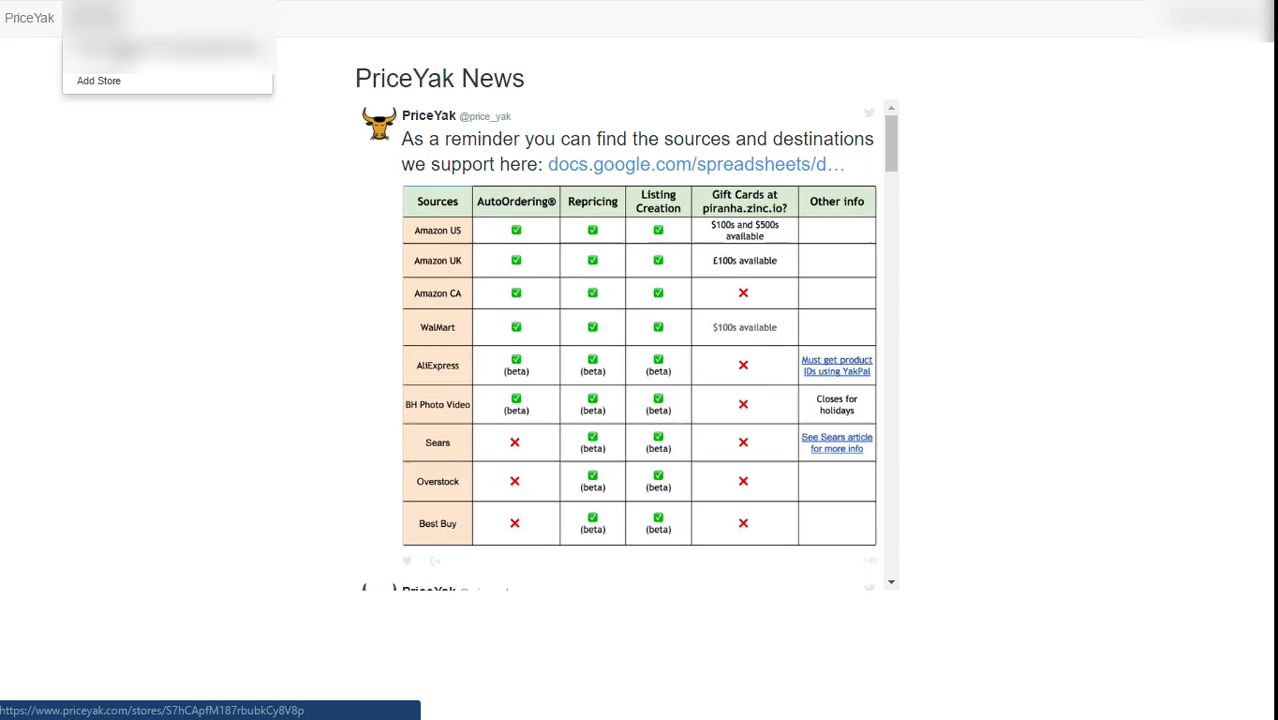 PriceYak
Add Store
PriceYak News
PriceYak @price_yak
As a reminder you can find the sources and destinations
we support here: docs.google.com/spreadsheets/d…
Sources AutoOrdering® Repricing Listing Creation Gift Cards at piranha.zinc.io? Other info
Amazon US ✅ ✅ ✅ $100s and $500s available
Amazon UK ✅ ✅ ✅ £100s available
Amazon CA ✅ ✅ ✅ ❌
WalMart ✅ ✅ ✅ $100s available
AliExpress ✅ (beta) ✅ (beta) ✅ (beta) ❌ Must get product IDs using YakPal
BH Photo Video ✅ (beta) ✅ (beta) ✅ (beta) ❌ Closes for holidays
Sears ❌ ✅ (beta) ✅ (beta) ❌ See Sears article for more info
Overstock ❌ ✅ (beta) ✅ (beta) ❌
Best Buy ❌ ✅ (beta) ✅ (beta) ❌
14h
PriceYak
https://www.priceyak.com/stores/S7hCApfM187rbubkCy8V8p